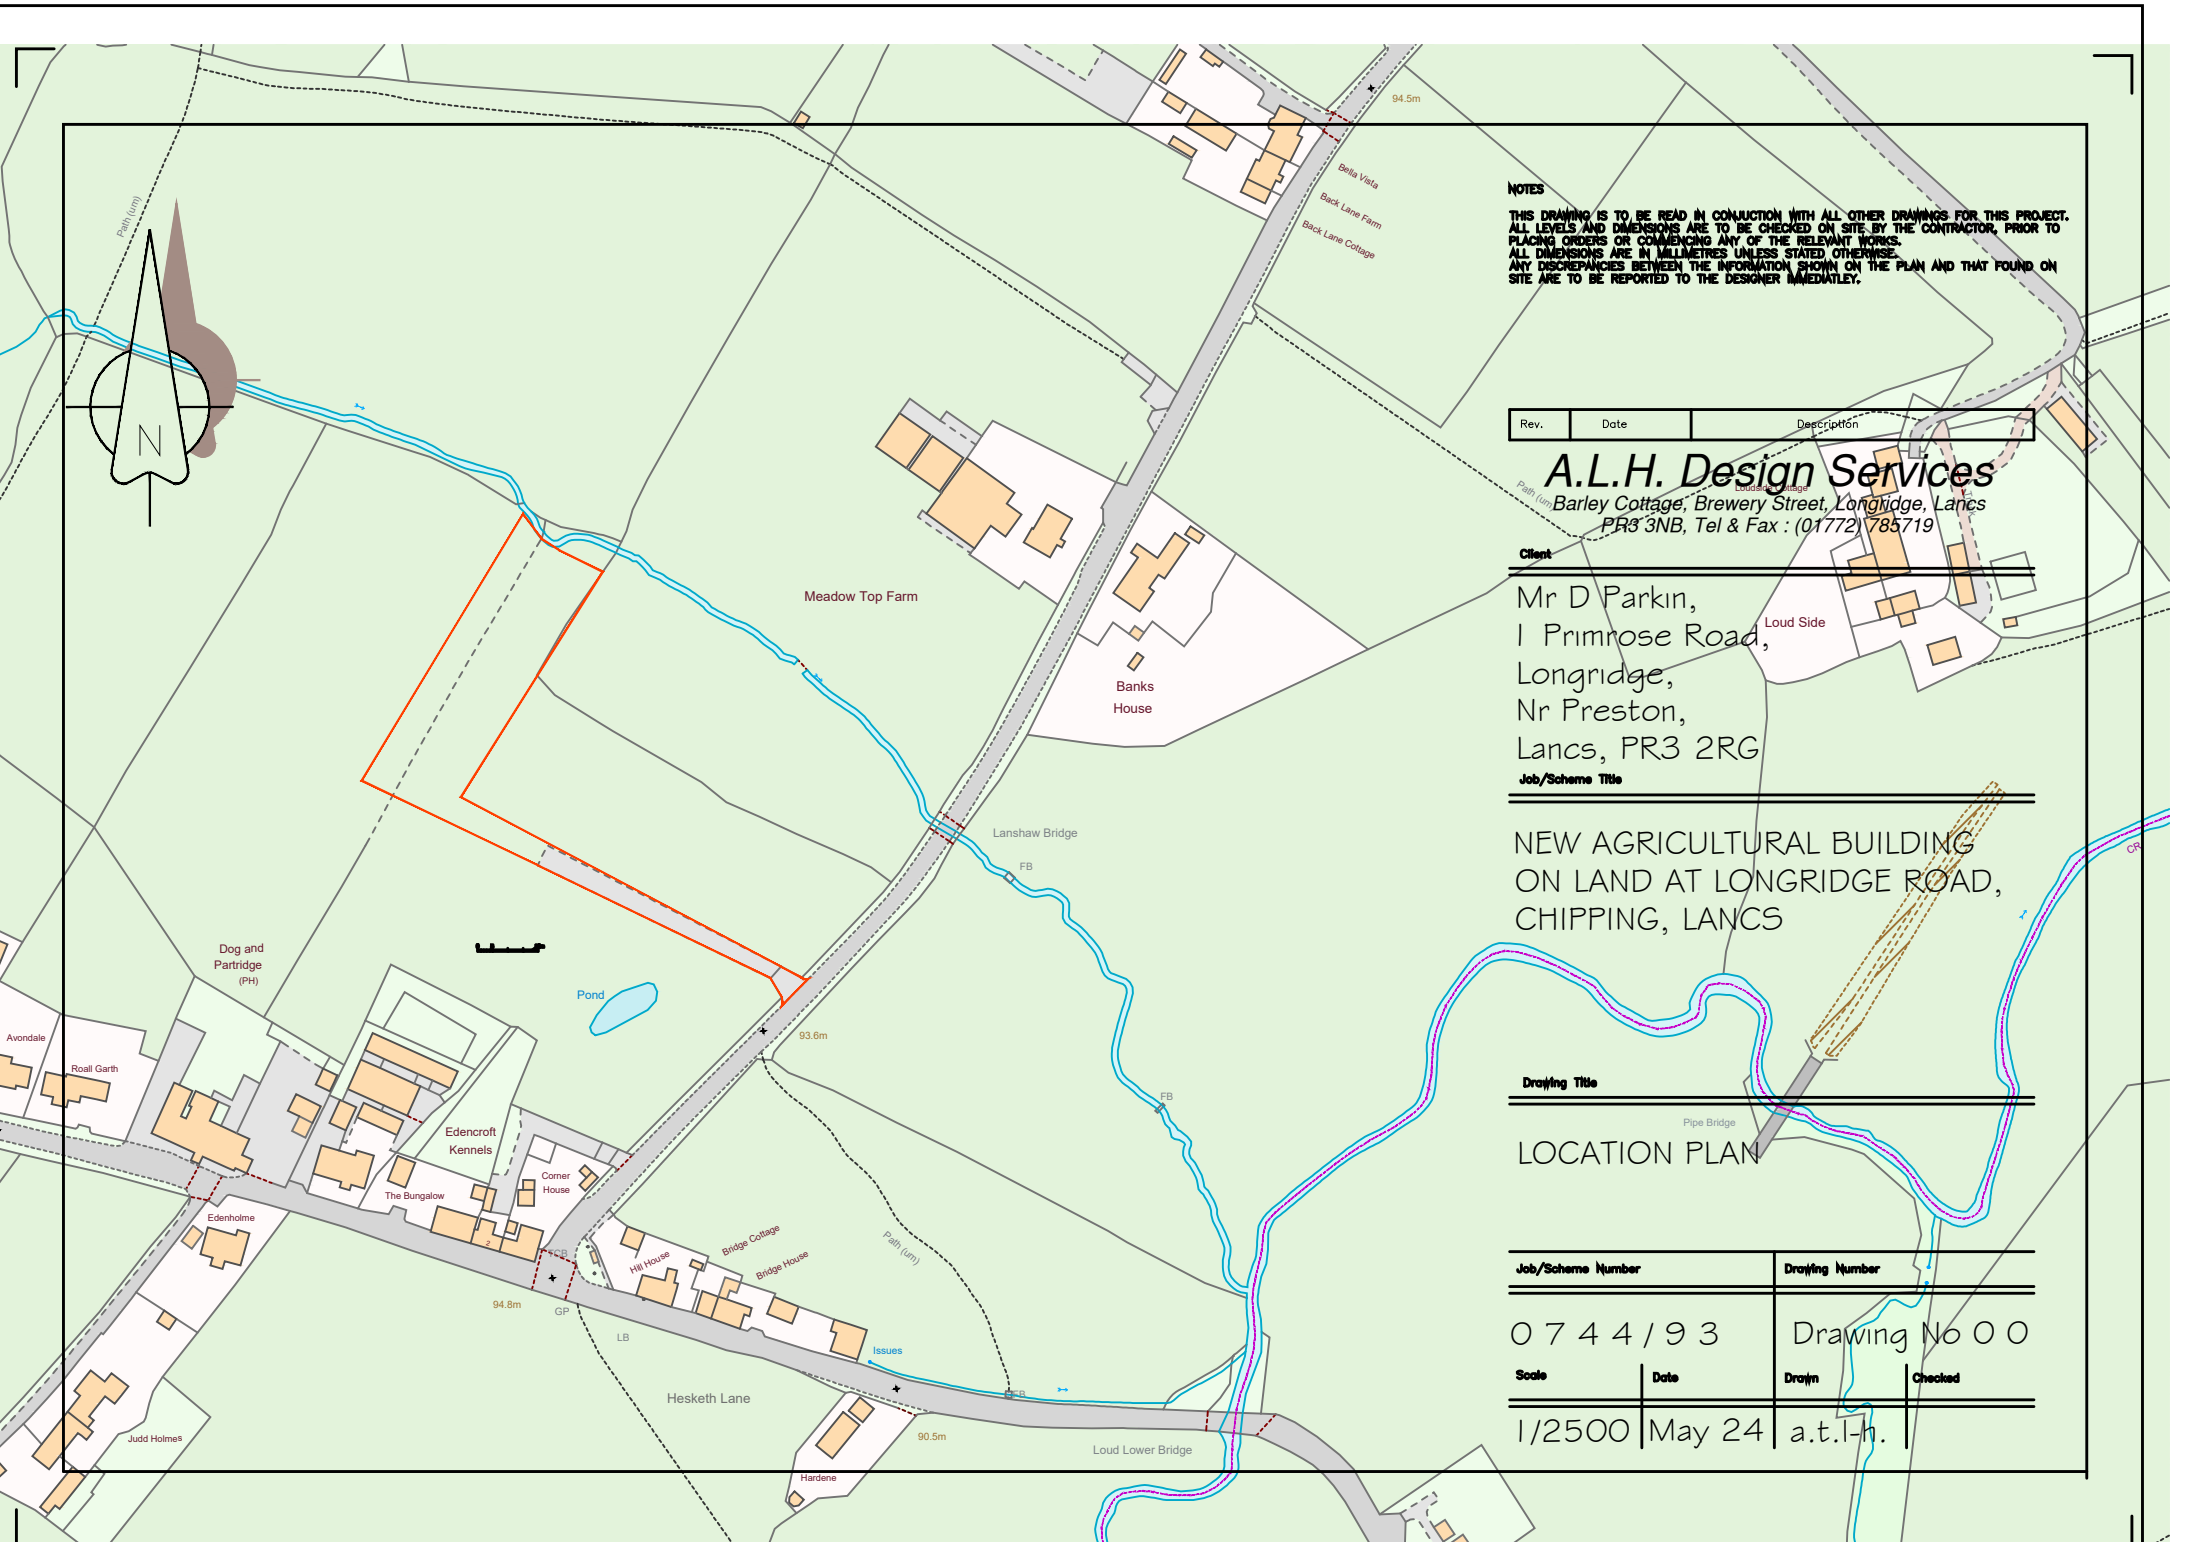 94.5m
Path (um)
Bella Vista
Back Lane Farm
Back Lane Cottage
NOTES
THIS DRAWING IS TO BE READ IN CONJUCTION WITH ALL OTHER DRAWINGS FOR THIS PROJECT.
ALL LEVELS AND DIMENSIONS ARE TO BE CHECKED ON SITE BY THE CONTRACTOR, PRIOR TO
PLACING ORDERS OR COMMENCING ANY OF THE RELEVANT WORKS.
ALL DIMENSIONS ARE IN MILLIMETRES UNLESS STATED OTHERWISE.
ANY DISCREPANCIES BETWEEN THE INFORMATION SHOWN ON THE PLAN AND THAT FOUND ON
SITE ARE TO BE REPORTED TO THE DESIGNER IMMEDIATLEY.
N
Rev. Date Description
A.L.H. Design Services
Loudside Cottage
Path (um)
Barley Cottage, Brewery Street, Longridge, Lancs
PR3 3NB, Tel & Fax : (01772) 785719
Client
Mr D Parkin,
1 Primrose Road,
Longridge,
Nr Preston,
Lancs, PR3 2RG
Loud Side
Meadow Top Farm
Banks
House
Job/Scheme Title
NEW AGRICULTURAL BUILDING
ON LAND AT LONGRIDGE ROAD,
CHIPPING, LANCS
Lanshaw Bridge
FB
CR
Dog and
Partridge
(PH)
Pond
93.6m
Avondale
Roall Garth
Drawing Title
LOCATION PLAN
Pipe Bridge
FB
Edencroft
Kennels
Corner
House
The Bungalow
Edenholme
2
TCB
Hill House
Bridge Cottage
Bridge House
Path (um)
94.8m
GP
LB
Issues
FB
Hesketh Lane
90.5m
Judd Holmes
Hardene
Loud Lower Bridge
Job/Scheme Number Drawing Number
0744/93 Drawing No 00
Scale Date Drawn Checked
1/2500 May 24 a.t.l-h.